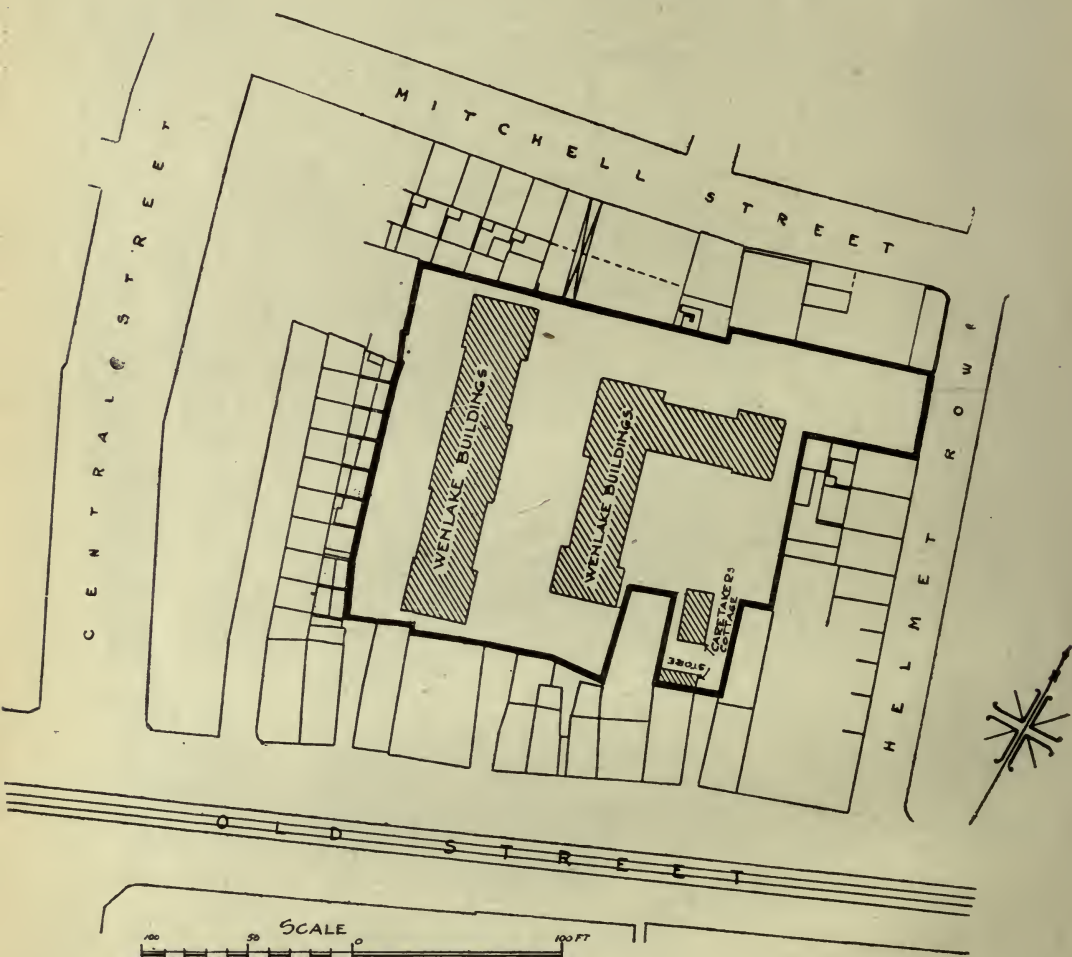 MITCHELL STREET
CENTRAL STREET
HELMET ROW
WENLAKE BUILDINGS
WENLAKE BUILDINGS
CARETAKERS
COTTAGE
STORE
OLD STREET
SCALE
100 50 0 100 FT